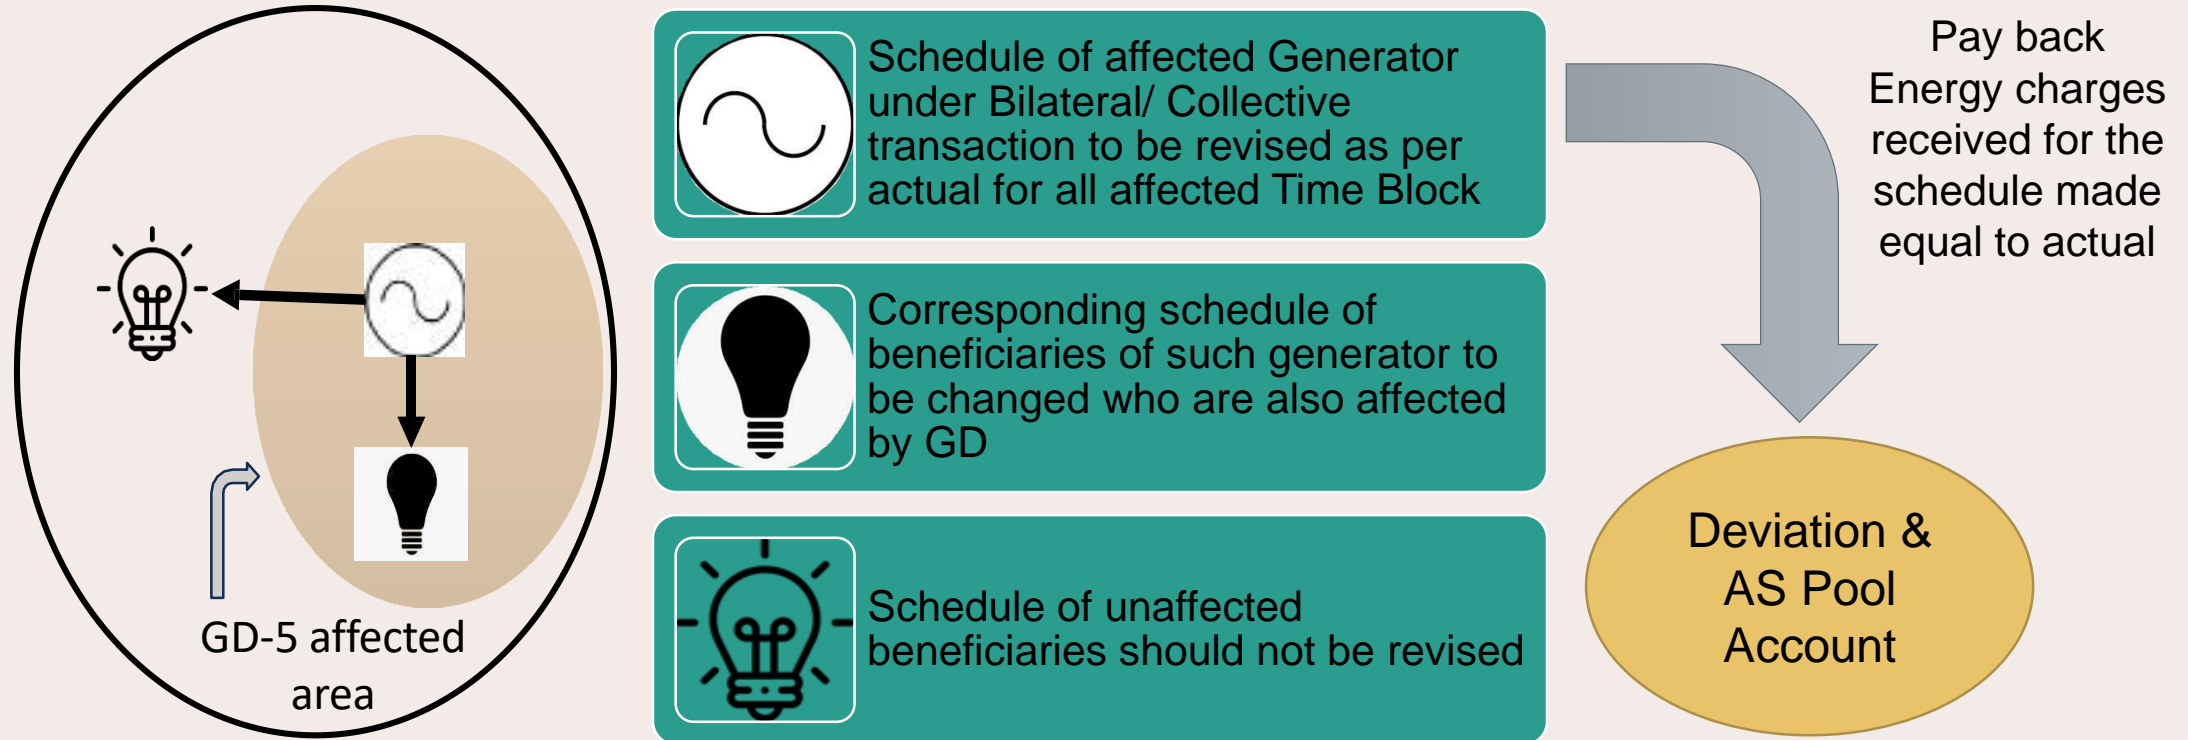 GD-5 affected
area
Schedule of affected Generator
under Bilateral/ Collective
transaction to be revised as per
actual for all affected Time Block
Corresponding schedule of
beneficiaries of such generator to
be changed who are also affected
by GD
Schedule of unaffected
beneficiaries should not be revised
Pay back
Energy charges
received for the
schedule made
equal to actual
Deviation &
AS Pool
Account